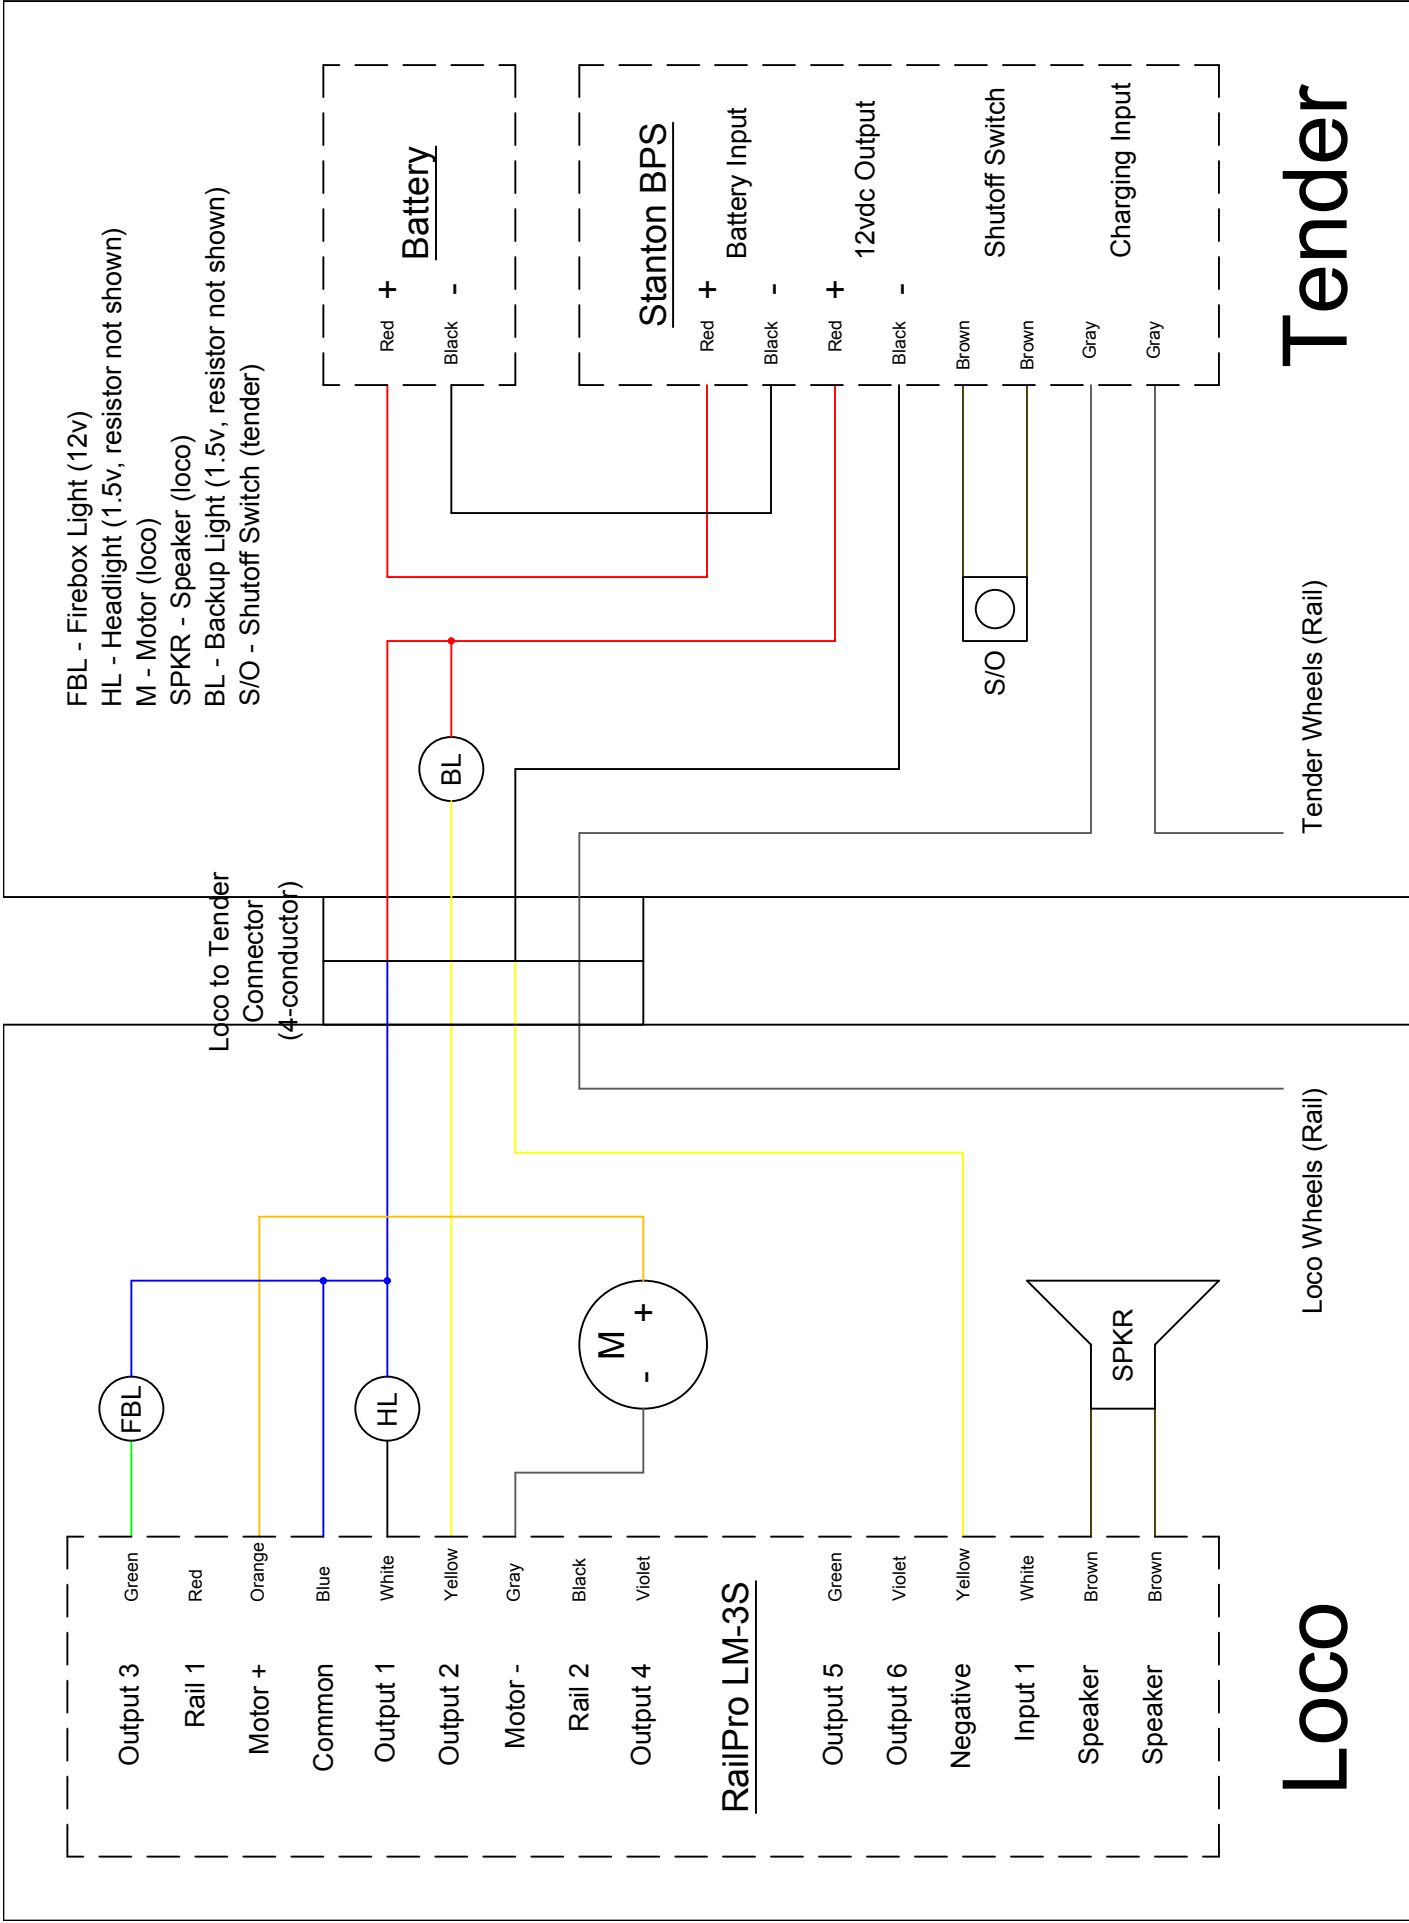 FBL - Firebox Light (12v)
HL - Headlight (1.5v, resistor not shown)
M - Motor (loco)
SPKR - Speaker (loco)
BL - Backup Light (1.5v, resistor not shown)
S/O - Shutoff Switch (tender)
Loco to Tender
Connector
(4-conductor)
Output 3 Green
Rail 1 Red
Motor + Orange
Common Blue
Output 1 White
Output 2 Yellow
Motor - Gray
Rail 2 Black
Output 4 Violet
RailPro LM-3S
Output 5 Green
Output 6 Violet
Negative Yellow
Input 1 White
Speaker Brown
Speaker Brown
FBL
HL
M
- +
SPKR
Loco Wheels (Rail)
Loco
BL
S/O
Tender Wheels (Rail)
Battery
Red +
Black -
Stanton BPS
Red + Battery Input
Black -
Red + 12vdc Output
Black -
Brown Shutoff Switch
Brown
Gray Charging Input
Gray
Tender